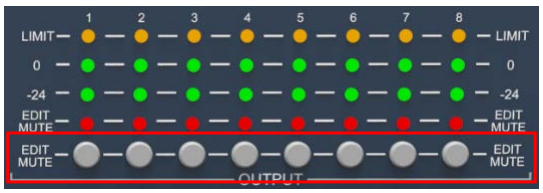 1 2 3 4 5 6 7 8
LIMIT LIMIT
0 0
-24 -24
EDIT EDIT
MUTE MUTE
EDIT EDIT
MUTE MUTE
OUTPUT